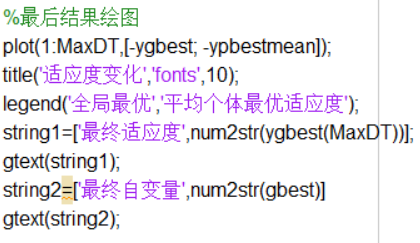 %最后结果绘图
plot(1:MaxDT,[-ygbest; -ypbestmean]);
title('适应度变化','fonts',10);
legend('全局最优','平均个体最优适应度');
string1=['最终适应度',num2str(ygbest(MaxDT))];
gtext(string1);
string2=['最终自变量',num2str(gbest)]
gtext(string2);